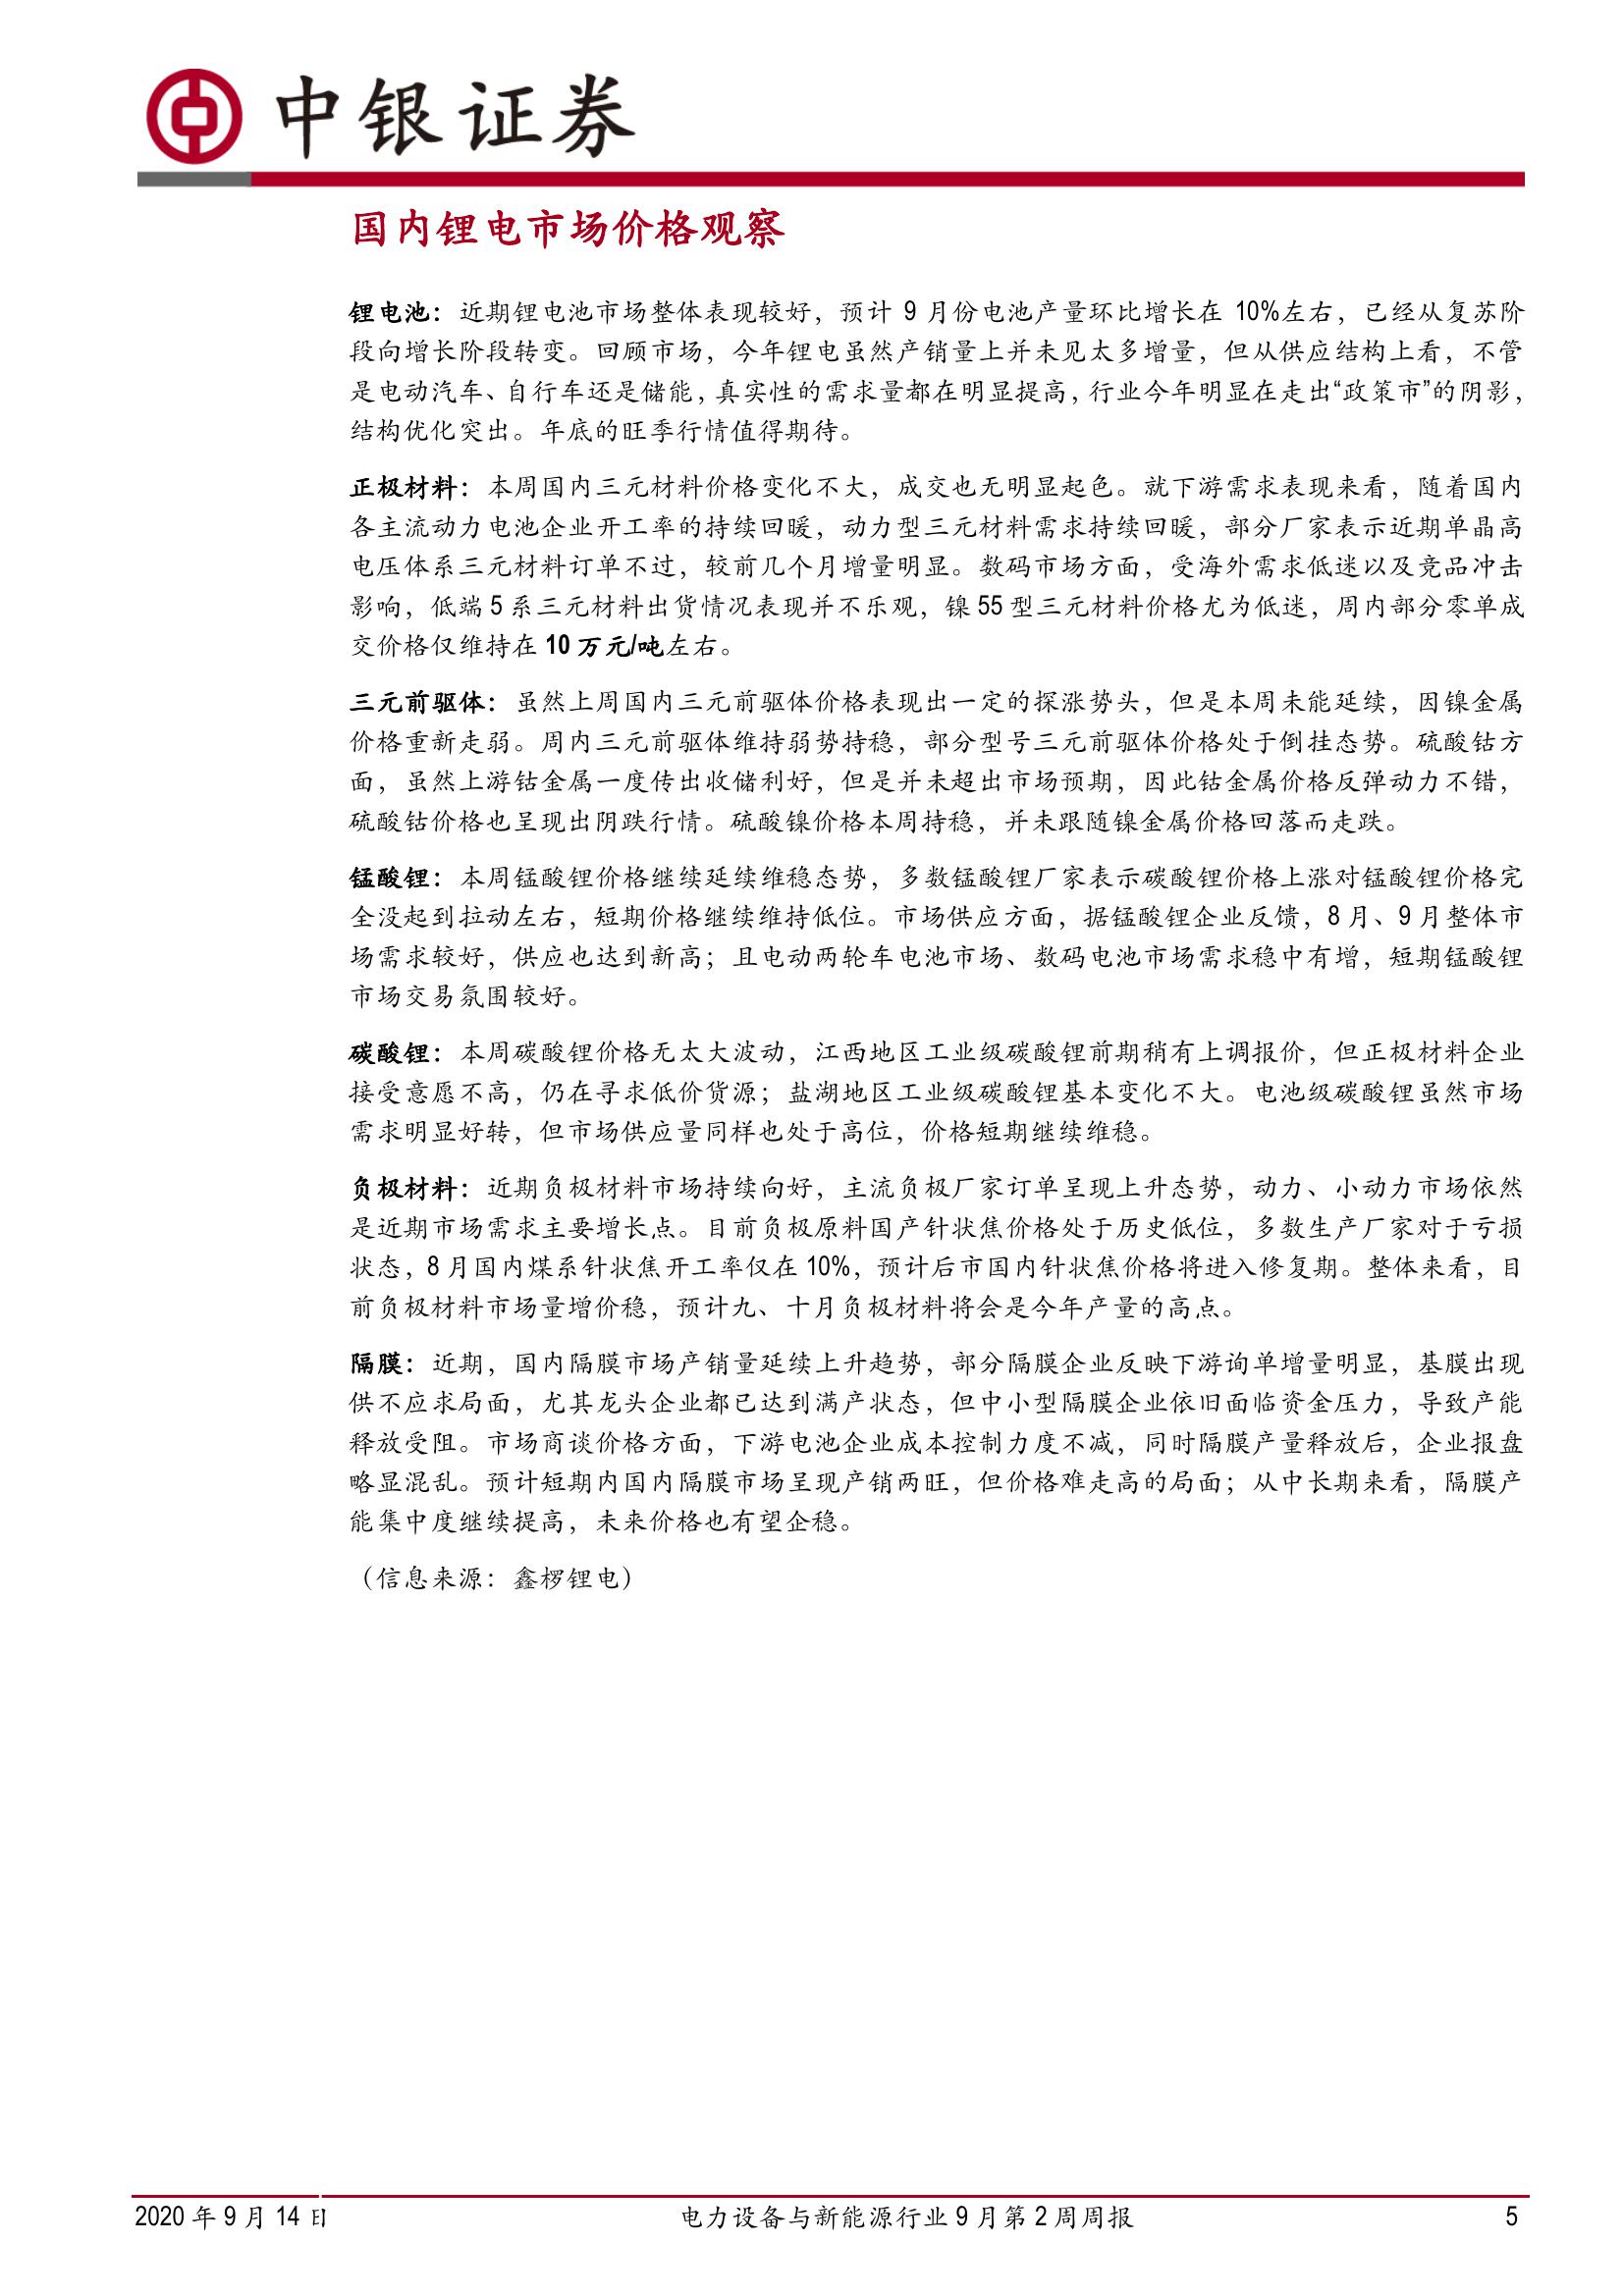 中银证券
国内锂电市场价格观察
锂电池：近期锂电池市场整体表现较好，预计 9 月份电池产量环比增长在 10%左右，已经从复苏阶
段向增长阶段转变。回顾市场，今年锂电虽然产销量上并未见太多增量，但从供应结构上看，不管
是电动汽车、自行车还是储能，真实性的需求量都在明显提高，行业今年明显在走出“政策市”的阴影，
结构优化突出。年底的旺季行情值得期待。
正极材料：本周国内三元材料价格变化不大，成交也无明显起色。就下游需求表现来看，随着国内
各主流动力电池企业开工率的持续回暖，动力型三元材料需求持续回暖，部分厂家表示近期单晶高
电压体系三元材料订单不过，较前几个月增量明显。数码市场方面，受海外需求低迷以及竞品冲击
影响，低端 5 系三元材料出货情况表现并不乐观，镍 55 型三元材料价格尤为低迷，周内部分零单成
交价格仅维持在 10 万元/吨左右。
三元前驱体：虽然上周国内三元前驱体价格表现出一定的探涨势头，但是本周未能延续，因镍金属
价格重新走弱。周内三元前驱体维持弱势持稳，部分型号三元前驱体价格处于倒挂态势。硫酸钴方
面，虽然上游钴金属一度传出收储利好，但是并未超出市场预期，因此钴金属价格反弹动力不错，
硫酸钴价格也呈现出阴跌行情。硫酸镍价格本周持稳，并未跟随镍金属价格回落而走跌。
锰酸锂：本周锰酸锂价格继续延续维稳态势，多数锰酸锂厂家表示碳酸锂价格上涨对锰酸锂价格完
全没起到拉动左右，短期价格继续维持低位。市场供应方面，据锰酸锂企业反馈，8 月、9 月整体市
场需求较好，供应也达到新高；且电动两轮车电池市场、数码电池市场需求稳中有增，短期锰酸锂
市场交易氛围较好。
碳酸锂：本周碳酸锂价格无太大波动，江西地区工业级碳酸锂前期稍有上调报价，但正极材料企业
接受意愿不高，仍在寻求低价货源；盐湖地区工业级碳酸锂基本变化不大。电池级碳酸锂虽然市场
需求明显好转，但市场供应量同样也处于高位，价格短期继续维稳。
负极材料：近期负极材料市场持续向好，主流负极厂家订单呈现上升态势，动力、小动力市场依然
是近期市场需求主要增长点。目前负极原料国产针状焦价格处于历史低位，多数生产厂家对于亏损
状态，8 月国内煤系针状焦开工率仅在 10%，预计后市国内针状焦价格将进入修复期。整体来看，目
前负极材料市场量增价稳，预计九、十月负极材料将会是今年产量的高点。
隔膜：近期，国内隔膜市场产销量延续上升趋势，部分隔膜企业反映下游询单增量明显，基膜出现
供不应求局面，尤其龙头企业都已达到满产状态，但中小型隔膜企业依旧面临资金压力，导致产能
释放受阻。市场商谈价格方面，下游电池企业成本控制力度不减，同时隔膜产量释放后，企业报盘
略显混乱。预计短期内国内隔膜市场呈现产销两旺，但价格难走高的局面；从中长期来看，隔膜产
能集中度继续提高，未来价格也有望企稳。
（信息来源：鑫椤锂电）
2020 年 9 月 14 日 电力设备与新能源行业 9 月第 2 周周报 5